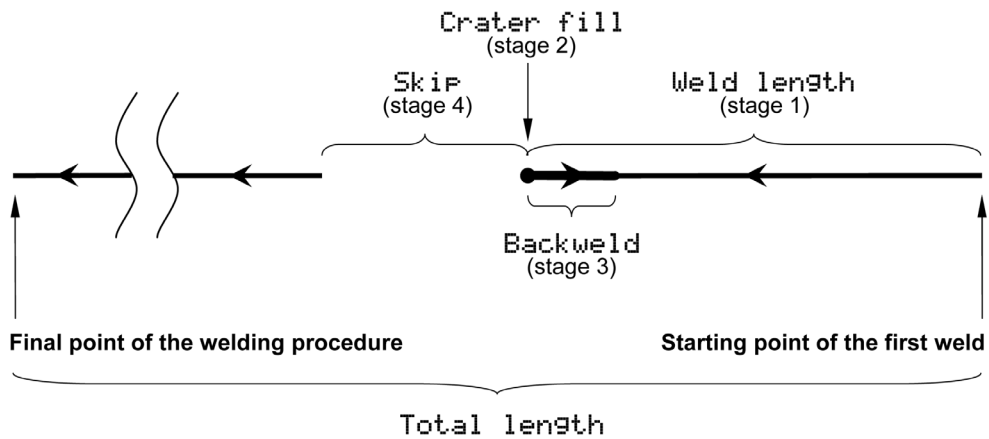 Crater fill
(stage 2)
Skip
(stage 4)
Weld length
(stage 1)
Backweld
(stage 3)
Final point of the welding procedure
Starting point of the first weld
Total length